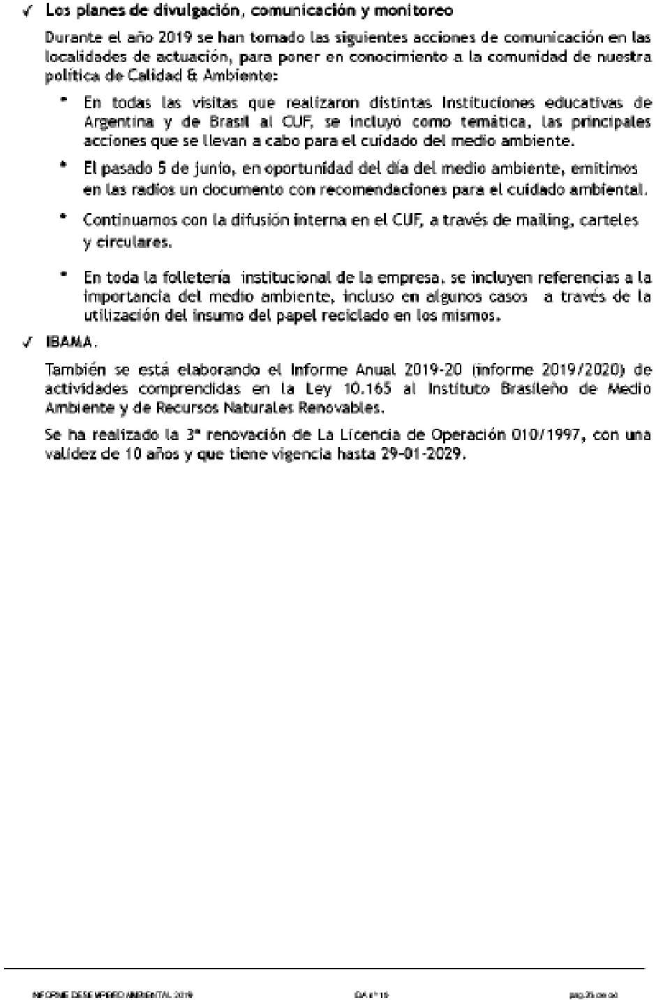 ✓ Los planes de divulgación, comunicación y monitoreo
Durante el año 2019 se han tomado las siguientes acciones de comunicación en las
localidades de actuación, para poner en conocimiento a la comunidad de nuestra
política de Calidad & Ambiente:
* En todas las visitas que realizaron distintas Instituciones educativas de
Argentina y de Brasil al CUF, se incluyó como temática, las principales
acciones que se llevan a cabo para el cuidado del medio ambiente.
* El pasado 5 de junio, en oportunidad del día del medio ambiente, emitimos
en las radios un documento con recomendaciones para el cuidado ambiental.
* Continuamos con la difusión interna en el CUF, a través de mailing, carteles
y circulares.
* En toda la folletería institucional de la empresa, se incluyen referencias a la
importancia del medio ambiente, incluso en algunos casos a través de la
utilización del insumo del papel reciclado en los mismos.
✓ IBAMA.
También se está elaborando el Informe Anual 2019-20 (informe 2019/2020) de
actividades comprendidas en la Ley 10.165 al Instituto Brasileño de Medio
Ambiente y de Recursos Naturales Renovables.
Se ha realizado la 3ª renovación de La Licencia de Operación 010/1997, con una
validez de 10 años y que tiene vigencia hasta 29-01-2029.
INFORME DESEMPEÑO AMBIENTAL 2019